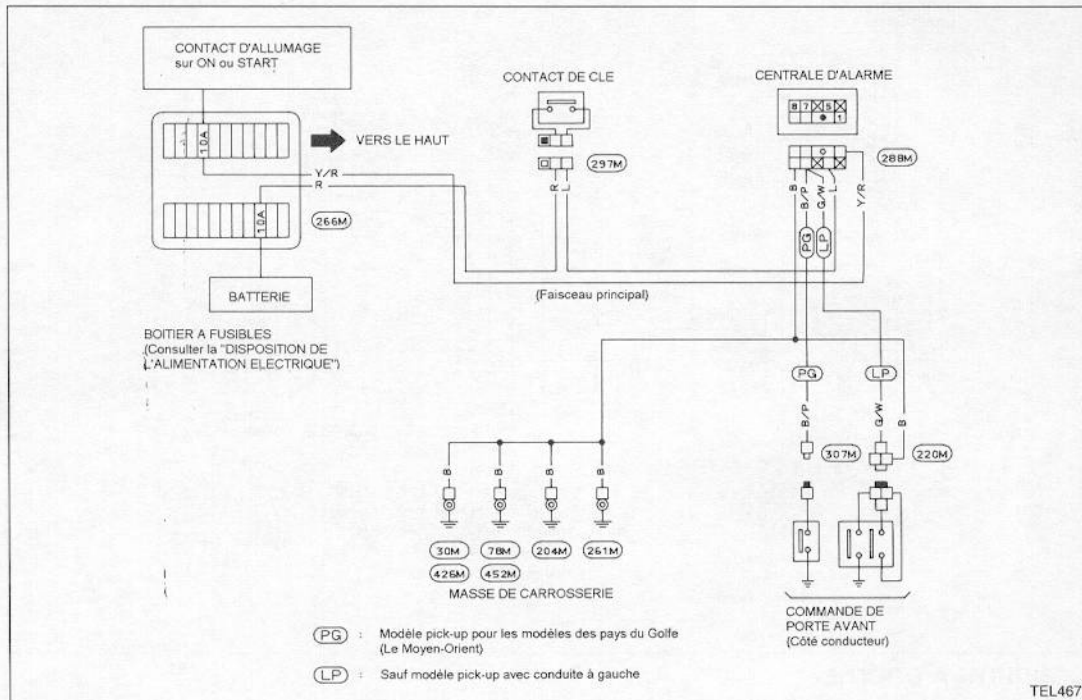 CONTACT D'ALLUMAGE
sur ON ou START
CONTACT DE CLE
CENTRALE D'ALARME
8 7 5
1
10A
VERS LE HAUT
297M
288M
Y/R
R
R
L
B
B/P
G/W
L
Y/R
10A
266M
PG
LP
BATTERIE
(Faisceau principal)
BOITIER A FUSIBLES
(Consulter la "DISPOSITION DE
L'ALIMENTATION ELECTRIQUE")
PG
LP
B/P
G/W
B
307M
220M
B
B
B
B
30M
78M
204M
261M
426M
452M
MASSE DE CARROSSERIE
COMMANDE DE
PORTE AVANT
(Côté conducteur)
PG : Modèle pick-up pour les modèles des pays du Golfe
(Le Moyen-Orient)
LP : Sauf modèle pick-up avec conduite à gauche
TEL467